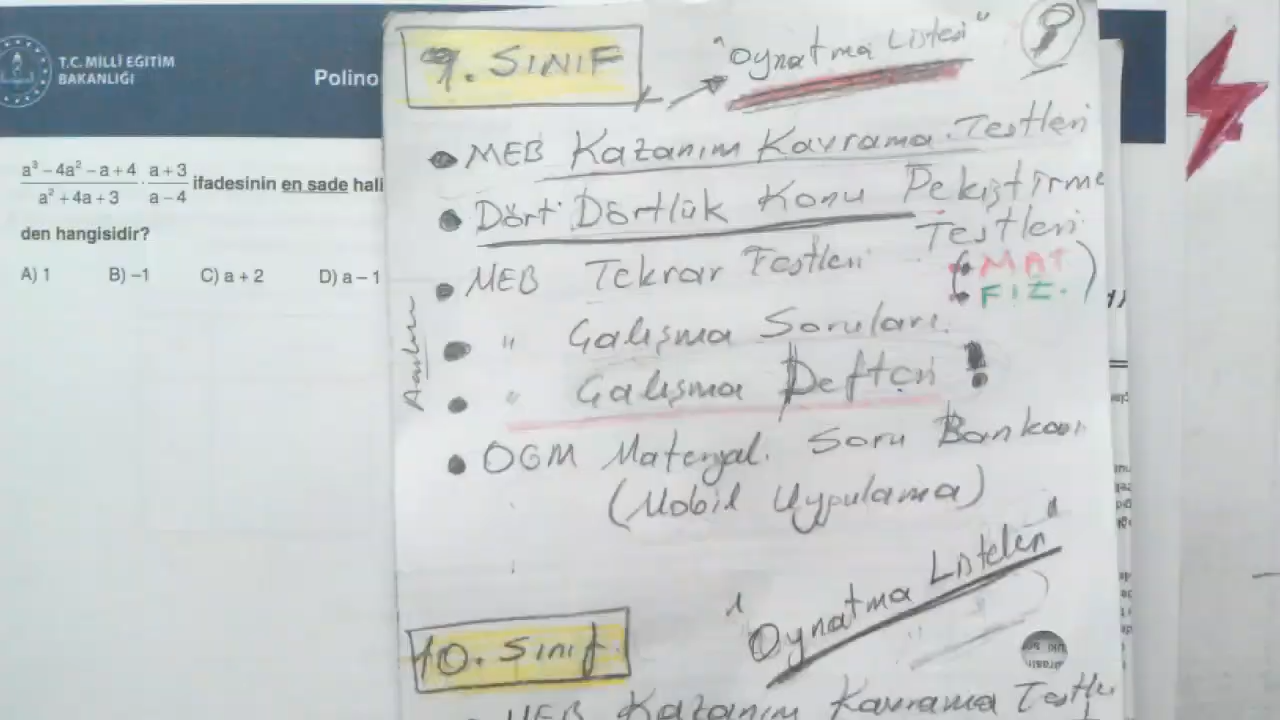 T.C. MİLLÎ EĞİTİM
BAKANLIĞI
Polino
a³ – 4a² – a + 4 / a² + 4a + 3 · a + 3 / a – 4 ifadesinin en sade hali
den hangisidir?
A) 1 B) –1 C) a + 2 D) a – 1
9. SINIF
"Oynatma Listesi"
• MEB Kazanım Kavrama Testleri
• Dört Dörtlük Konu Pekiştirme
Testleri
• MEB Tekrar Testleri
(• MAT
• FİZ.)
• " Çalışma Soruları
• " Çalışma Defteri !
• OGM Materyal Soru Bankası
(Mobil Uygulama)
"Oynatma Listeleri"
10. Sınıf
MEB Kazanım Kavrama Testle